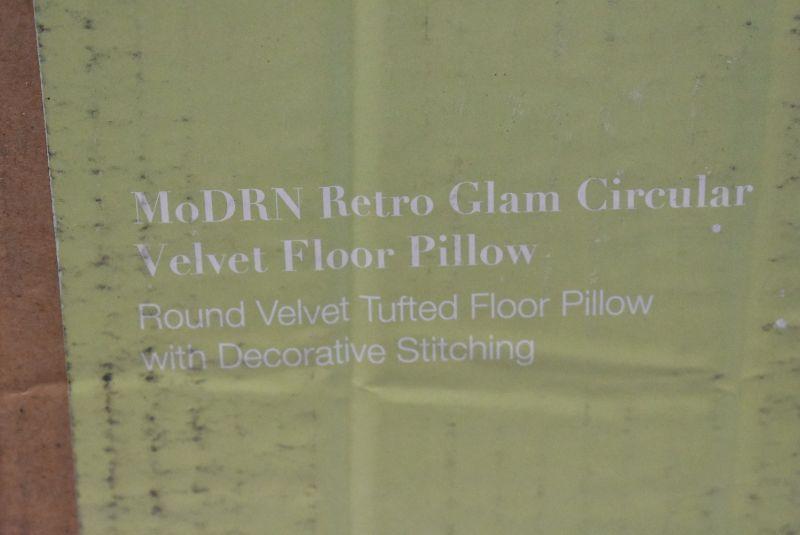 MoDRN Retro Glam Circular
Velvet Floor Pillow
Round Velvet Tufted Floor Pillow
with Decorative Stitching